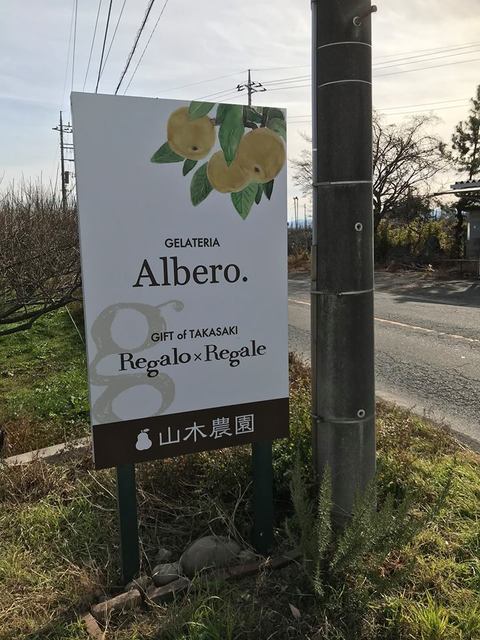 GELATERIA
Albero.
g
GIFT of TAKASAKI
Regalo×Regale
山木農園